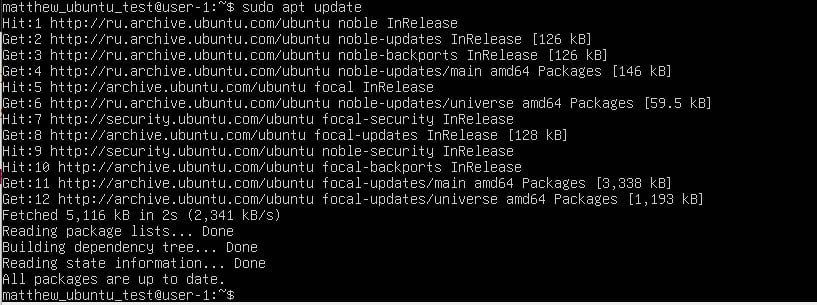 matthew_ubuntu_test@user-1:~$ sudo apt update
Hit:1 http://ru.archive.ubuntu.com/ubuntu noble InRelease
Get:2 http://ru.archive.ubuntu.com/ubuntu noble-updates InRelease [126 kB]
Get:3 http://ru.archive.ubuntu.com/ubuntu noble-backports InRelease [126 kB]
Get:4 http://ru.archive.ubuntu.com/ubuntu noble-updates/main amd64 Packages [146 kB]
Hit:5 http://archive.ubuntu.com/ubuntu focal InRelease
Get:6 http://ru.archive.ubuntu.com/ubuntu noble-updates/universe amd64 Packages [59.5 kB]
Hit:7 http://security.ubuntu.com/ubuntu focal-security InRelease
Get:8 http://archive.ubuntu.com/ubuntu focal-updates InRelease [128 kB]
Hit:9 http://security.ubuntu.com/ubuntu noble-security InRelease
Hit:10 http://archive.ubuntu.com/ubuntu focal-backports InRelease
Get:11 http://archive.ubuntu.com/ubuntu focal-updates/main amd64 Packages [3,338 kB]
Get:12 http://archive.ubuntu.com/ubuntu focal-updates/universe amd64 Packages [1,193 kB]
Fetched 5,116 kB in 2s (2,341 kB/s)
Reading package lists... Done
Building dependency tree... Done
Reading state information... Done
All packages are up to date.
matthew_ubuntu_test@user-1:~$